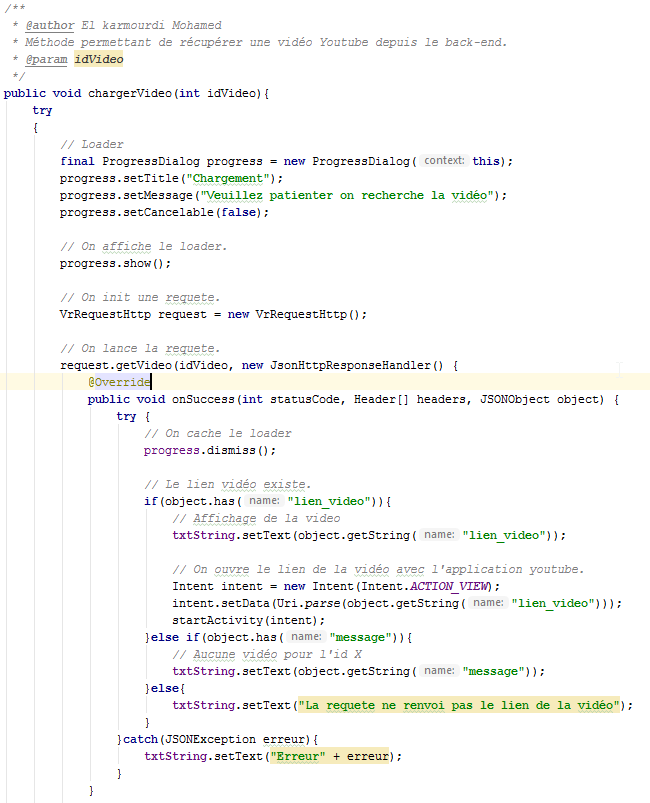 /**
* @author El karmourdi Mohamed
* Méthode permettant de récupérer une vidéo Youtube depuis le back-end.
* @param idVideo
*/
public void chargerVideo(int idVideo){
try
{
// Loader
final ProgressDialog progress = new ProgressDialog( context: this);
progress.setTitle("Chargement");
progress.setMessage("Veuillez patienter on recherche la vidéo");
progress.setCancelable(false);
// On affiche le loader.
progress.show();
// On init une requete.
VrRequestHttp request = new VrRequestHttp();
// On lance la requete.
request.getVideo(idVideo, new JsonHttpResponseHandler() {
@Override
public void onSuccess(int statusCode, Header[] headers, JSONObject object) {
try {
// On cache le loader
progress.dismiss();
// Le lien vidéo existe.
if(object.has( name: "lien_video")){
// Affichage de la video
txtString.setText(object.getString( name: "lien_video"));
// On ouvre le lien de la vidéo avec l'application youtube.
Intent intent = new Intent(Intent.ACTION_VIEW);
intent.setData(Uri.parse(object.getString( name: "lien_video")));
startActivity(intent);
}else if(object.has( name: "message")){
// Aucune vidéo pour l'id X
txtString.setText(object.getString( name: "message"));
}else{
txtString.setText("La requete ne renvoi pas le lien de la vidéo");
}
}catch(JSONException erreur){
txtString.setText("Erreur" + erreur);
}
}